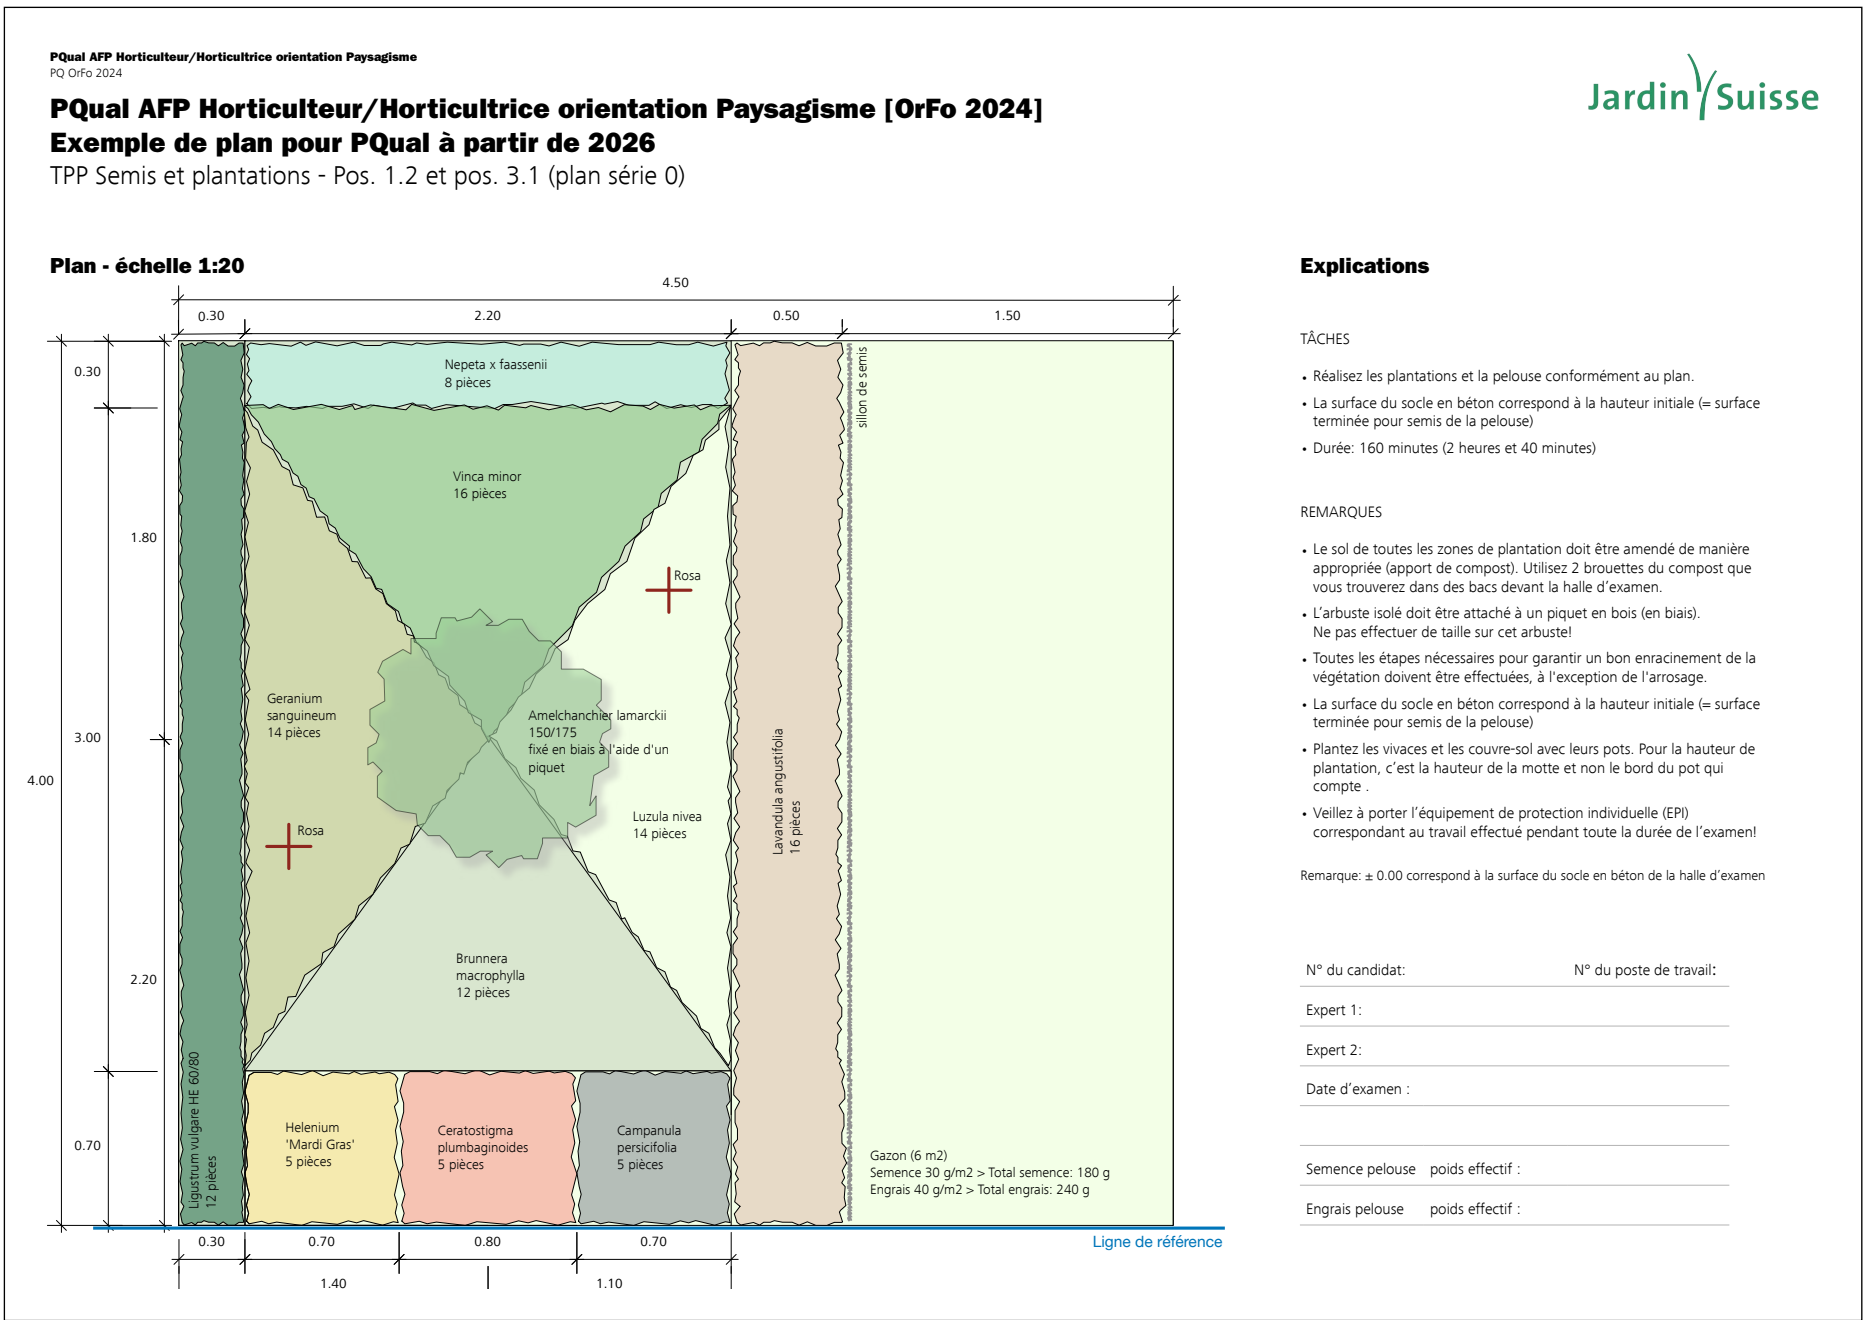 PQual AFP Horticulteur/Horticultrice orientation Paysagisme
PQ OrFo 2024
PQual AFP Horticulteur/Horticultrice orientation Paysagisme [OrFo 2024]
Exemple de plan pour PQual à partir de 2026
TPP Semis et plantations - Pos. 1.2 et pos. 3.1 (plan série 0)
Jardin Suisse
Plan - échelle 1:20
4.50
0.30
2.20
0.50
1.50
0.30
1.80
3.00
4.00
2.20
0.70
Nepeta x faassenii
8 pièces
sillon de semis
Vinca minor
16 pièces
Rosa
Geranium
sanguineum
14 pièces
Amelchanchier lamarckii
150/175
fixé en biais à l'aide d'un
piquet
Lavandula angustifolia
16 pièces
Luzula nivea
14 pièces
Rosa
Brunnera
macrophylla
12 pièces
Ligustrum vulgare HE 60/80
12 pièces
Helenium
'Mardi Gras'
5 pièces
Ceratostigma
plumbaginoides
5 pièces
Campanula
persicifolia
5 pièces
Gazon (6 m2)
Semence 30 g/m2 > Total semence: 180 g
Engrais 40 g/m2 > Total engrais: 240 g
Ligne de référence
0.30
0.70
0.80
0.70
1.40
1.10
Explications
TÂCHES
• Réalisez les plantations et la pelouse conformément au plan.
• La surface du socle en béton correspond à la hauteur initiale (= surface
terminée pour semis de la pelouse)
• Durée: 160 minutes (2 heures et 40 minutes)
REMARQUES
• Le sol de toutes les zones de plantation doit être amendé de manière
appropriée (apport de compost). Utilisez 2 brouettes du compost que
vous trouverez dans des bacs devant la halle d'examen.
• L'arbuste isolé doit être attaché à un piquet en bois (en biais).
Ne pas effectuer de taille sur cet arbuste!
• Toutes les étapes nécessaires pour garantir un bon enracinement de la
végétation doivent être effectuées, à l'exception de l'arrosage.
• La surface du socle en béton correspond à la hauteur initiale (= surface
terminée pour semis de la pelouse)
• Plantez les vivaces et les couvre-sol avec leurs pots. Pour la hauteur de
plantation, c'est la hauteur de la motte et non le bord du pot qui
compte .
• Veillez à porter l'équipement de protection individuelle (EPI)
correspondant au travail effectué pendant toute la durée de l'examen!
Remarque: ± 0.00 correspond à la surface du socle en béton de la halle d'examen
N° du candidat: N° du poste de travail:
Expert 1:
Expert 2:
Date d'examen :
Semence pelouse poids effectif :
Engrais pelouse poids effectif :